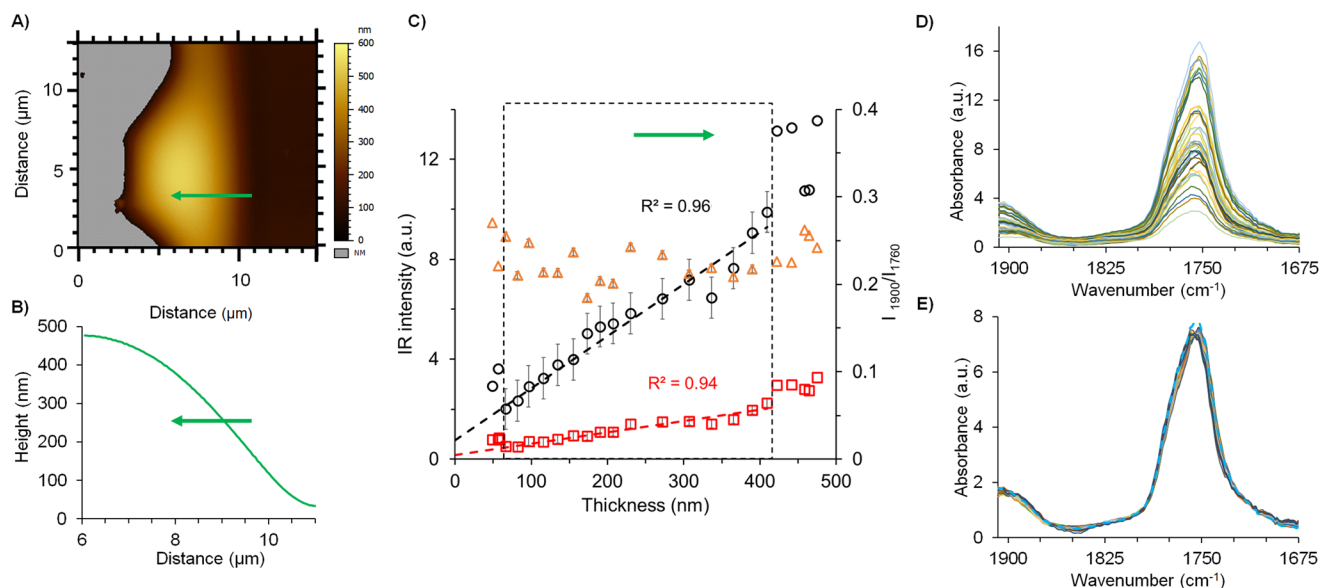 A)
nm
600
500
400
300
200
100
0
NM
Distance (µm)
10
5
0
0
10
Distance (µm)
B)
Height (nm)
500
400
300
200
100
0
6
8
10
Distance (µm)
C)
IR intensity (a.u.)
14
12
8
4
0
R² = 0.96
R² = 0.94
0
100
200
300
400
500
Thickness (nm)
0.4
0.3
0.2
0.1
0
I1900/I1760
D)
Absorbance (a.u.)
16
12
8
4
0
1900
1825
1750
1675
Wavenumber (cm⁻¹)
E)
Absorbance (a.u.)
8
6
4
2
0
1900
1825
1750
1675
Wavenumber (cm⁻¹)